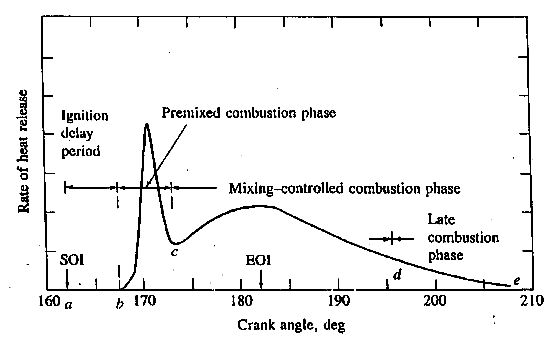 Rate of heat release
Ignition
delay
period
Premixed combustion phase
Mixing–controlled combustion phase
Late
combustion
phase
SOI
EOI
a
b
c
d
e
160
170
180
190
200
210
Crank angle, deg